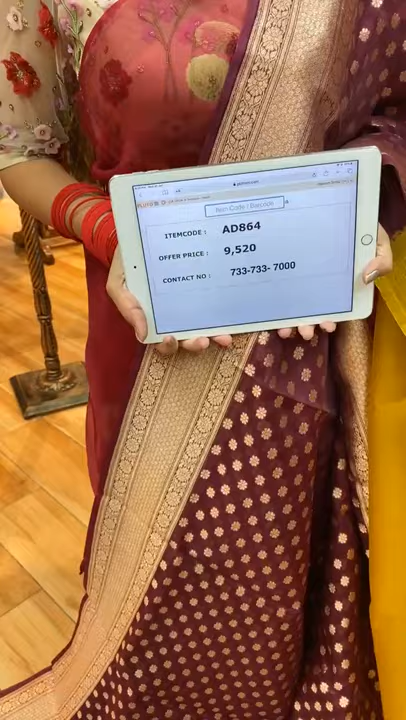 Item Code / Barcode
ITEMCODE : AD864
OFFER PRICE : 9,520
CONTACT NO : 733-733- 7000